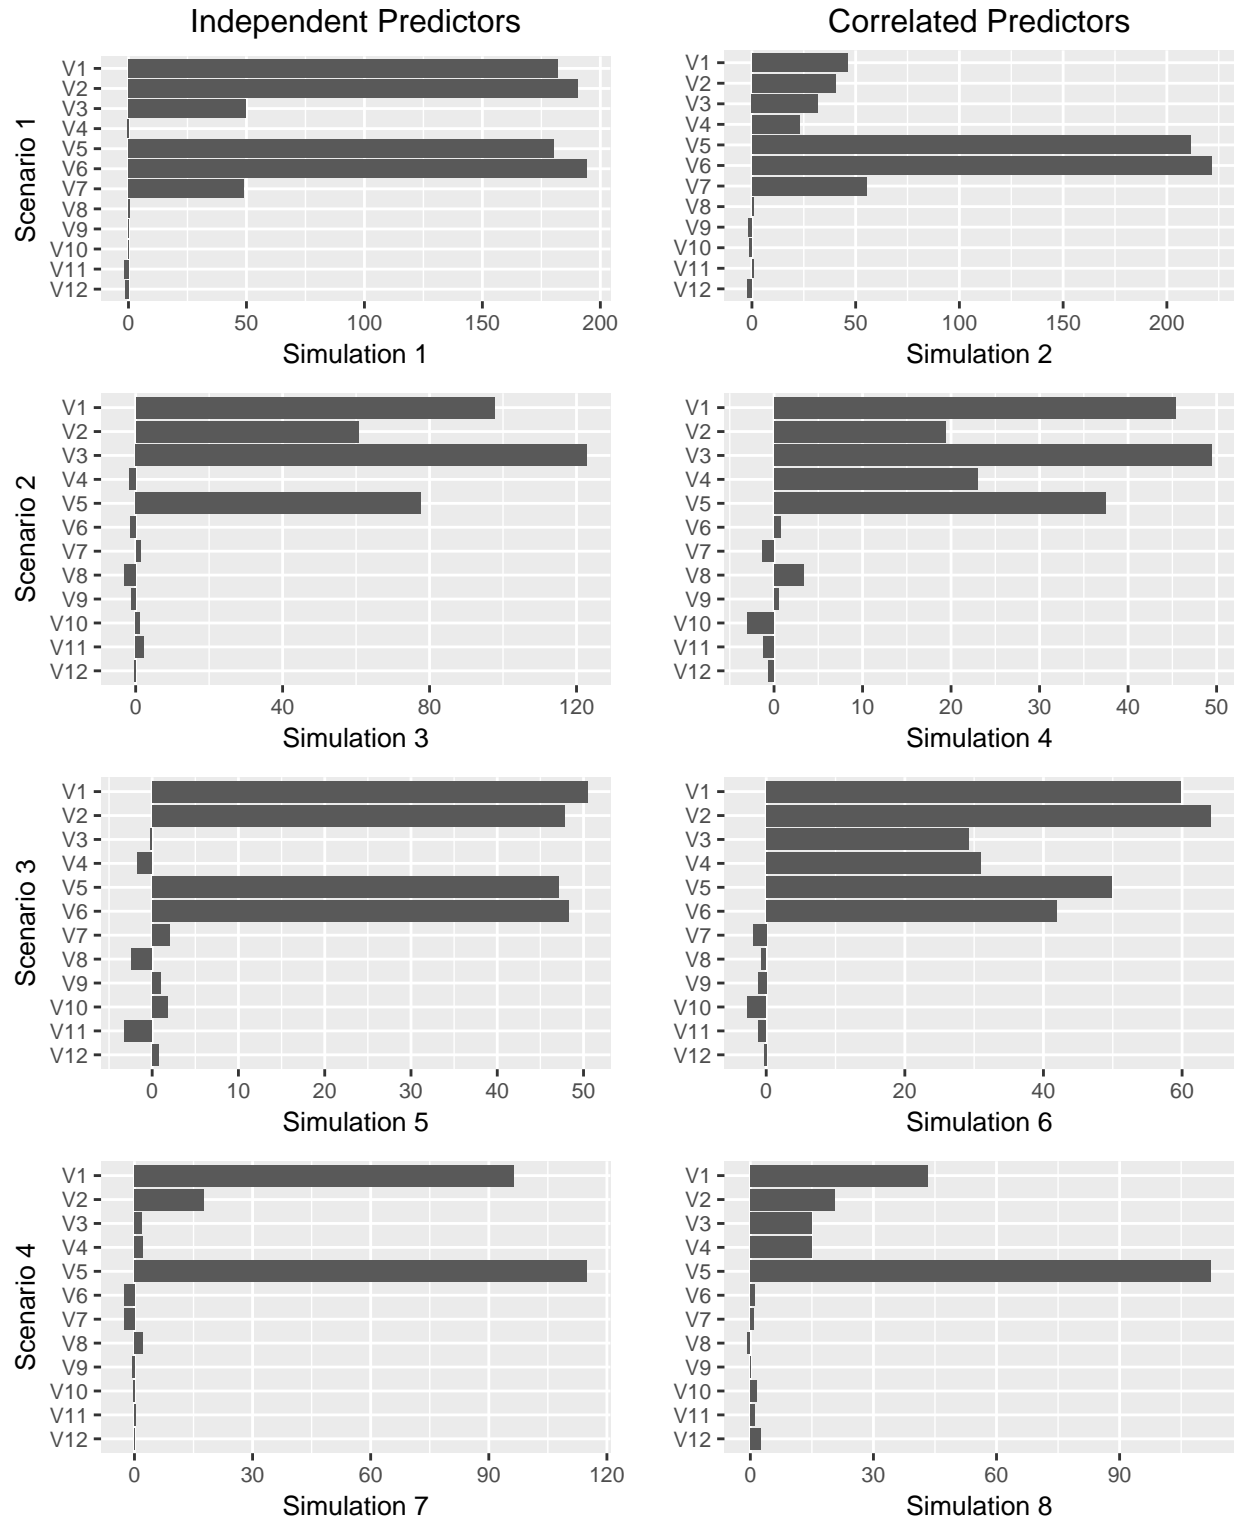 Independent Predictors
Correlated Predictors
Scenario 1
V1
V2
V3
V4
V5
V6
V7
V8
V9
V10
V11
V12
0 50 100 150 200
Simulation 1
V1
V2
V3
V4
V5
V6
V7
V8
V9
V10
V11
V12
0 50 100 150 200
Simulation 2
Scenario 2
V1
V2
V3
V4
V5
V6
V7
V8
V9
V10
V11
V12
0 40 80 120
Simulation 3
V1
V2
V3
V4
V5
V6
V7
V8
V9
V10
V11
V12
0 10 20 30 40 50
Simulation 4
Scenario 3
V1
V2
V3
V4
V5
V6
V7
V8
V9
V10
V11
V12
0 10 20 30 40 50
Simulation 5
V1
V2
V3
V4
V5
V6
V7
V8
V9
V10
V11
V12
0 20 40 60
Simulation 6
Scenario 4
V1
V2
V3
V4
V5
V6
V7
V8
V9
V10
V11
V12
0 30 60 90 120
Simulation 7
V1
V2
V3
V4
V5
V6
V7
V8
V9
V10
V11
V12
0 30 60 90
Simulation 8